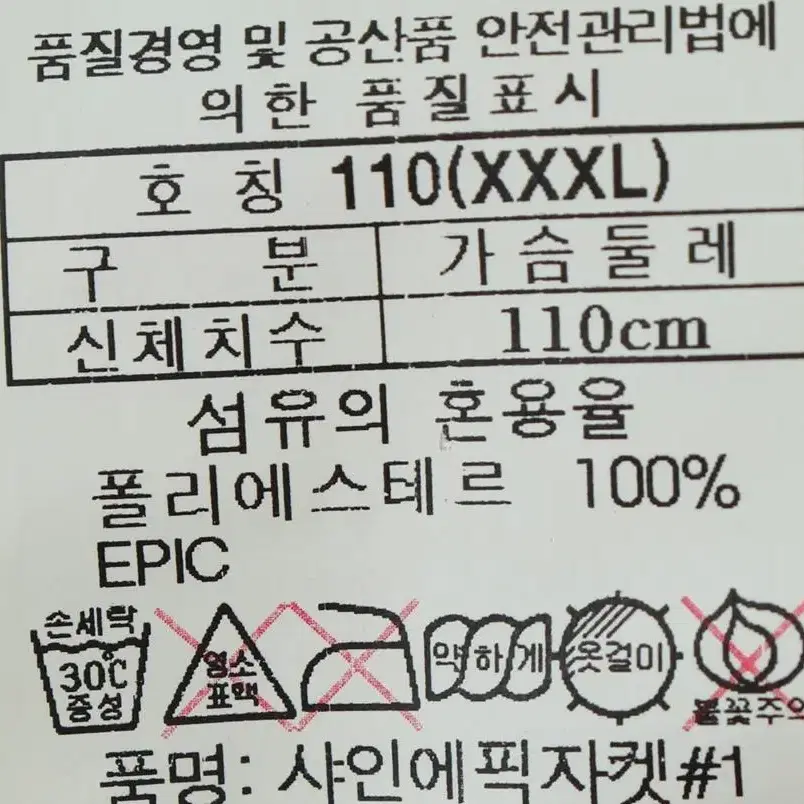 품질경영 및 공산품 안전관리법에
의한 품질표시
호 칭 110(XXXL)
구 분 가슴둘레
신체치수 110cm
섬유의 혼용율
폴리에스테르 100%
EPIC
손세탁
30℃
중성
염소
표백
약하게
옷걸이
불꽃주의
품명: 샤인에픽자켓#1